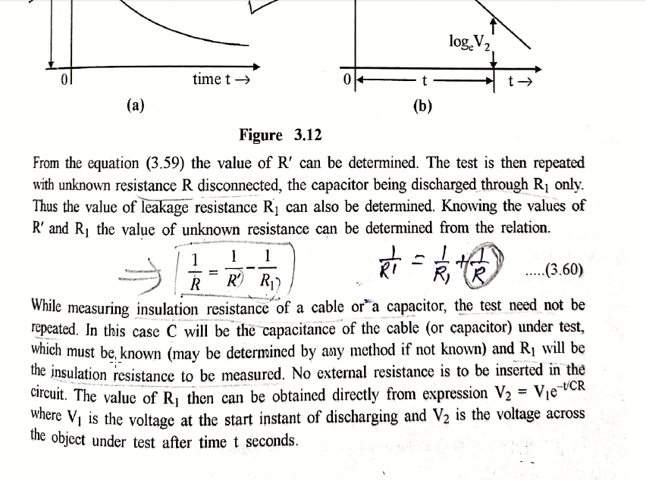 logₑV₂
0
time t →
0
t
t →
(a)
(b)
Figure 3.12
From the equation (3.59) the value of R′ can be determined. The test is then repeated
with unknown resistance R disconnected, the capacitor being discharged through R₁ only.
Thus the value of leakage resistance R₁ can also be determined. Knowing the values of
R′ and R₁ the value of unknown resistance can be determined from the relation.
1/R = 1/R′ − 1/R₁
1/R′ = 1/R₁ + 1/R
.....(3.60)
While measuring insulation resistance of a cable or a capacitor, the test need not be
repeated. In this case C will be the capacitance of the cable (or capacitor) under test,
which must be known (may be determined by any method if not known) and R₁ will be
the insulation resistance to be measured. No external resistance is to be inserted in the
circuit. The value of R₁ then can be obtained directly from expression V₂ = V₁e^−t/CR
where V₁ is the voltage at the start instant of discharging and V₂ is the voltage across
the object under test after time t seconds.